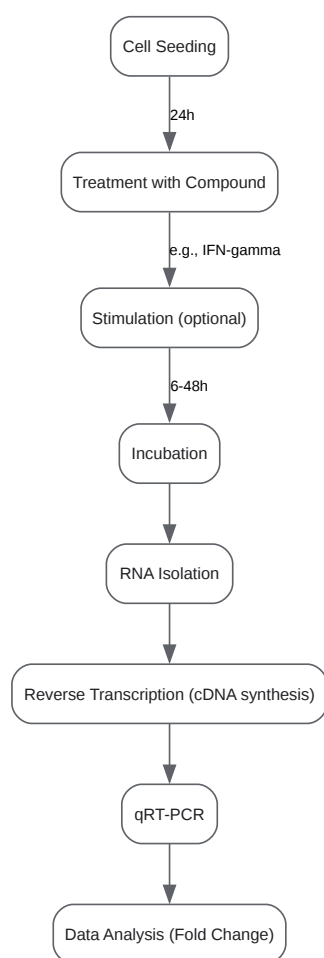 Cell Seeding
24h
Treatment with Compound
e.g., IFN-gamma
Stimulation (optional)
6-48h
Incubation
RNA Isolation
Reverse Transcription (cDNA synthesis)
qRT-PCR
Data Analysis (Fold Change)